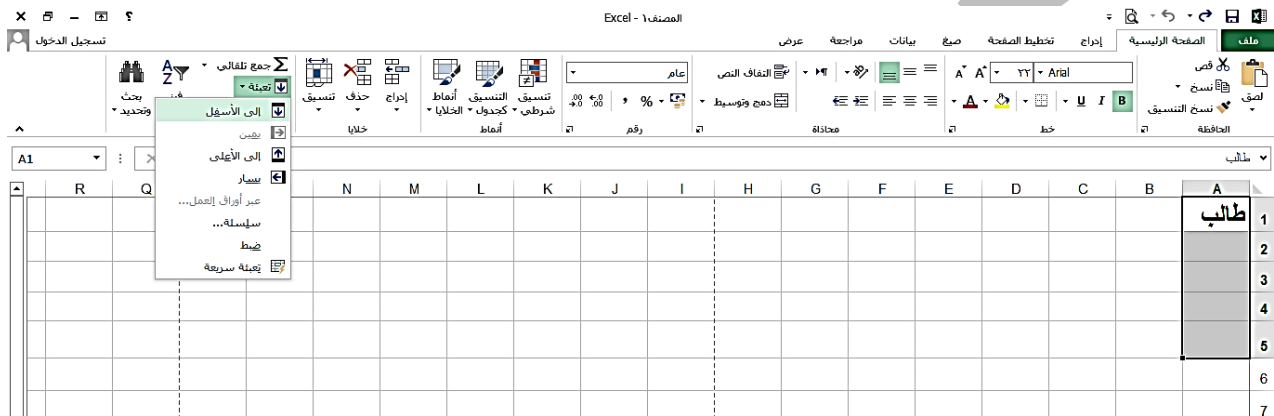 المصنف١ - Excel
ملف الصفحة الرئيسية إدراج تخطيط الصفحة صيغ بيانات مراجعة عرض تسجيل الدخول
لصق
قص
نسخ
نسخ التنسيق
الحافظة
Arial ٢٢
B I U
خط
التفاف النص
دمج وتوسيط
محاذاة
عام
%
رقم
تنسيق شرطي
التنسيق كجدول
أنماط الخلايا
أنماط
إدراج
حذف
تنسيق
خلايا
جمع تلقائي
تعبئة
بحث وتحديد
إلى الأسفل
يمين
إلى الأعلى
يسار
عبر أوراق العمل...
سلسلة...
ضبط
تعبئة سريعة
A1
طالب
A B C D E F G H I J K L M N Q R
1 طالب
2
3
4
5
6
7